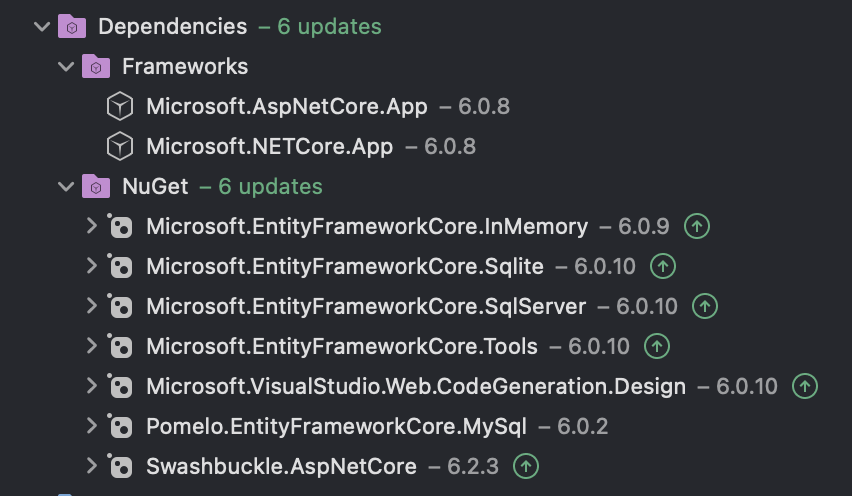 Dependencies – 6 updates
Frameworks
Microsoft.AspNetCore.App – 6.0.8
Microsoft.NETCore.App – 6.0.8
NuGet – 6 updates
Microsoft.EntityFrameworkCore.InMemory – 6.0.9
Microsoft.EntityFrameworkCore.Sqlite – 6.0.10
Microsoft.EntityFrameworkCore.SqlServer – 6.0.10
Microsoft.EntityFrameworkCore.Tools – 6.0.10
Microsoft.VisualStudio.Web.CodeGeneration.Design – 6.0.10
Pomelo.EntityFrameworkCore.MySql – 6.0.2
Swashbuckle.AspNetCore – 6.2.3